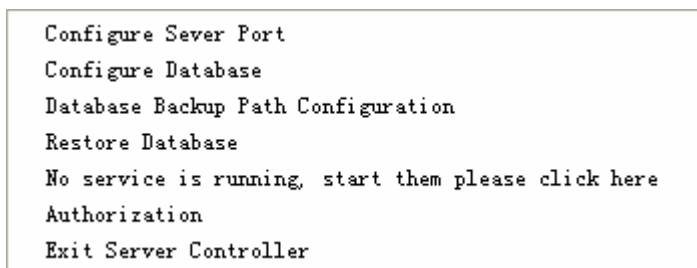 Configure Sever Port
Configure Database
Database Backup Path Configuration
Restore Database
No service is running, start them please click here
Authorization
Exit Server Controller